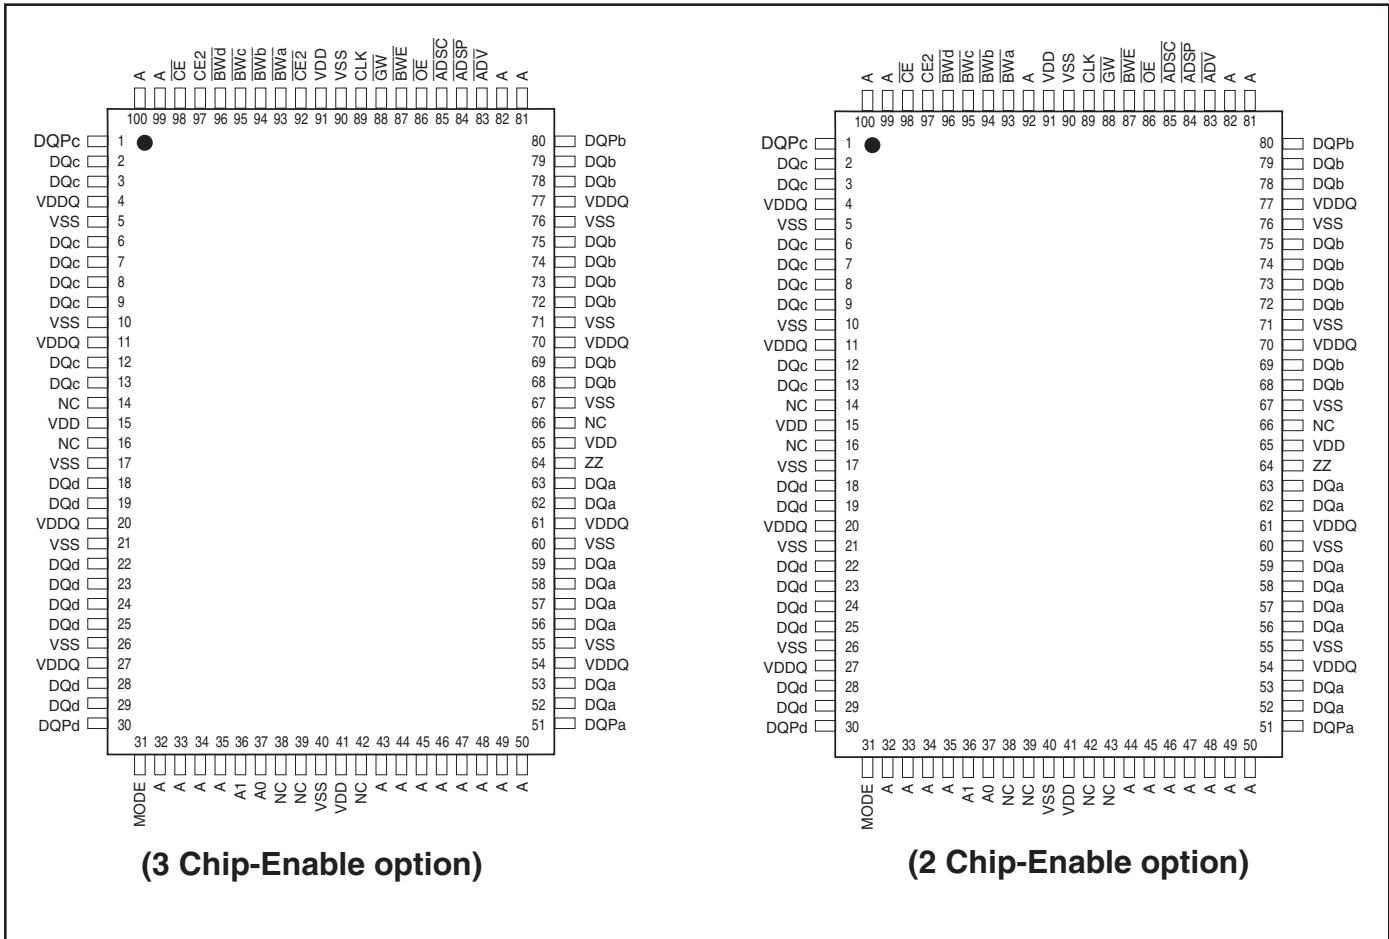 A A CE CE2 BWd BWc BWb BWa CE2 VDD VSS CLK GW BWE OE ADSC ADSP ADV A A
100 99 98 97 96 95 94 93 92 91 90 89 88 87 86 85 84 83 82 81
DQPc 1 80 DQPb
DQc 2 79 DQb
DQc 3 78 DQb
VDDQ 4 77 VDDQ
VSS 5 76 VSS
DQc 6 75 DQb
DQc 7 74 DQb
DQc 8 73 DQb
DQc 9 72 DQb
VSS 10 71 VSS
VDDQ 11 70 VDDQ
DQc 12 69 DQb
DQc 13 68 DQb
NC 14 67 VSS
VDD 15 66 NC
NC 16 65 VDD
VSS 17 64 ZZ
DQd 18 63 DQa
DQd 19 62 DQa
VDDQ 20 61 VDDQ
VSS 21 60 VSS
DQd 22 59 DQa
DQd 23 58 DQa
DQd 24 57 DQa
DQd 25 56 DQa
VSS 26 55 VSS
VDDQ 27 54 VDDQ
DQd 28 53 DQa
DQd 29 52 DQa
DQPd 30 51 DQPa
31 32 33 34 35 36 37 38 39 40 41 42 43 44 45 46 47 48 49 50
MODE A A A A A1 A0 NC NC VSS VDD NC A A A A A A A A
(3 Chip-Enable option)
A A CE CE2 BWd BWc BWb BWa A VDD VSS CLK GW BWE OE ADSC ADSP ADV A A
100 99 98 97 96 95 94 93 92 91 90 89 88 87 86 85 84 83 82 81
DQPc 1 80 DQPb
DQc 2 79 DQb
DQc 3 78 DQb
VDDQ 4 77 VDDQ
VSS 5 76 VSS
DQc 6 75 DQb
DQc 7 74 DQb
DQc 8 73 DQb
DQc 9 72 DQb
VSS 10 71 VSS
VDDQ 11 70 VDDQ
DQc 12 69 DQb
DQc 13 68 DQb
NC 14 67 VSS
VDD 15 66 NC
NC 16 65 VDD
VSS 17 64 ZZ
DQd 18 63 DQa
DQd 19 62 DQa
VDDQ 20 61 VDDQ
VSS 21 60 VSS
DQd 22 59 DQa
DQd 23 58 DQa
DQd 24 57 DQa
DQd 25 56 DQa
VSS 26 55 VSS
VDDQ 27 54 VDDQ
DQd 28 53 DQa
DQd 29 52 DQa
DQPd 30 51 DQPa
31 32 33 34 35 36 37 38 39 40 41 42 43 44 45 46 47 48 49 50
MODE A A A A A1 A0 NC NC VSS VDD NC NC A A A A A A A
(2 Chip-Enable option)